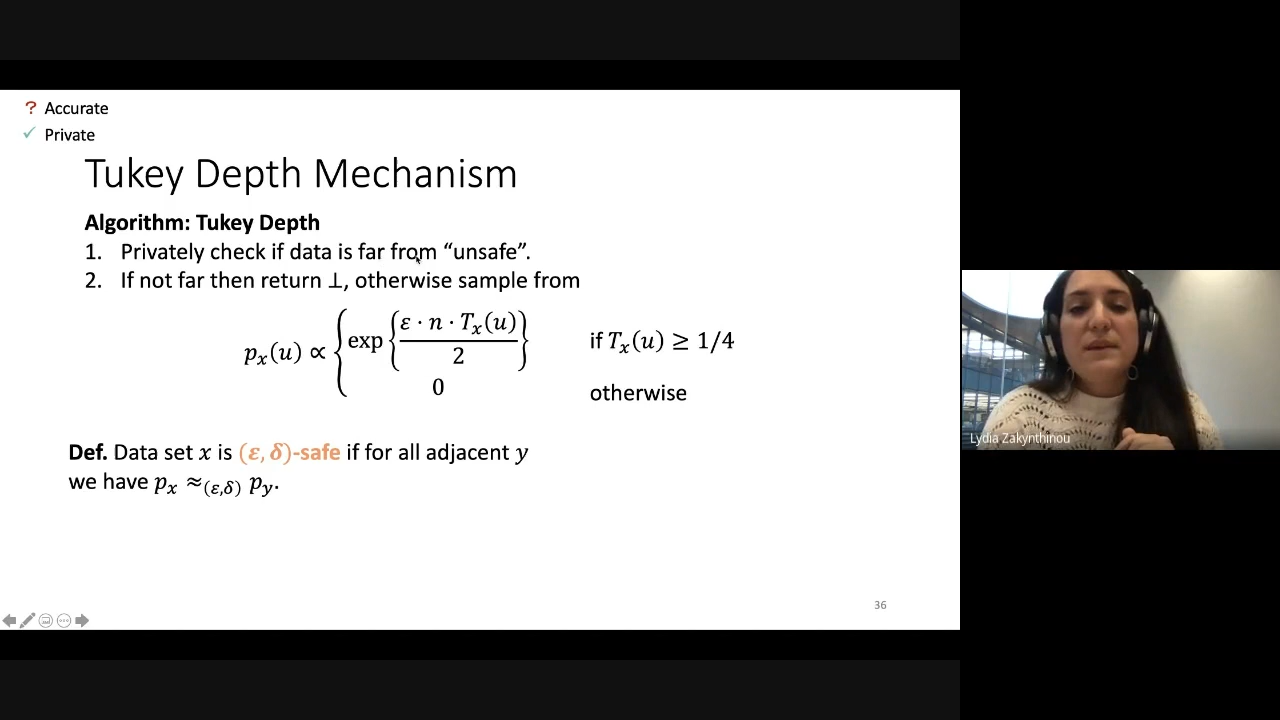 ? Accurate
✓ Private
Tukey Depth Mechanism
Algorithm: Tukey Depth
1. Privately check if data is far from “unsafe”.
2. If not far then return ⊥, otherwise sample from
p_x(u) ∝ { exp { ε · n · T_x(u) / 2 } if T_x(u) ≥ 1/4
0 otherwise
Def. Data set x is (ε, δ)-safe if for all adjacent y
we have p_x ≈_(ε,δ) p_y.
36
Lydia Zakynthinou